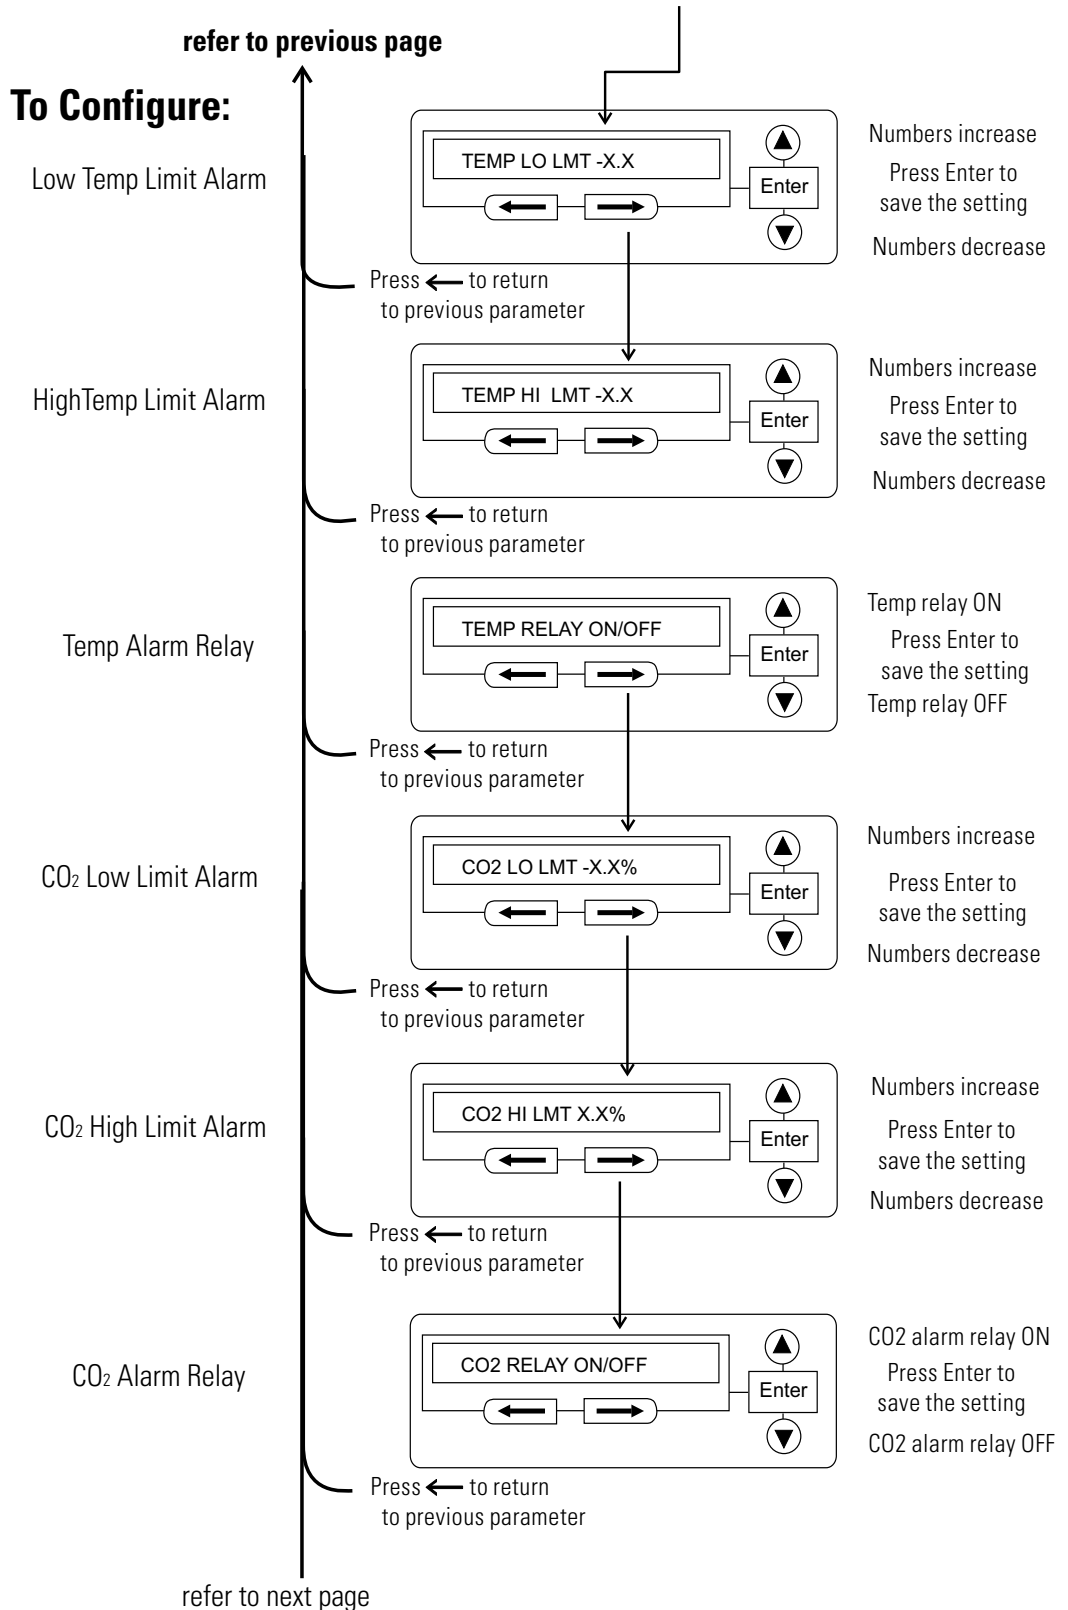 refer to previous page
To Configure:
Low Temp Limit Alarm
TEMP LO LMT -X.X
Enter
Numbers increase
Press Enter to
save the setting
Numbers decrease
Press ← to return
to previous parameter
HighTemp Limit Alarm
TEMP HI LMT -X.X
Enter
Numbers increase
Press Enter to
save the setting
Numbers decrease
Press ← to return
to previous parameter
Temp Alarm Relay
TEMP RELAY ON/OFF
Enter
Temp relay ON
Press Enter to
save the setting
Temp relay OFF
Press ← to return
to previous parameter
CO₂ Low Limit Alarm
CO2 LO LMT -X.X%
Enter
Numbers increase
Press Enter to
save the setting
Numbers decrease
Press ← to return
to previous parameter
CO₂ High Limit Alarm
CO2 HI LMT X.X%
Enter
Numbers increase
Press Enter to
save the setting
Numbers decrease
Press ← to return
to previous parameter
CO₂ Alarm Relay
CO2 RELAY ON/OFF
Enter
CO2 alarm relay ON
Press Enter to
save the setting
CO2 alarm relay OFF
Press ← to return
to previous parameter
refer to next page